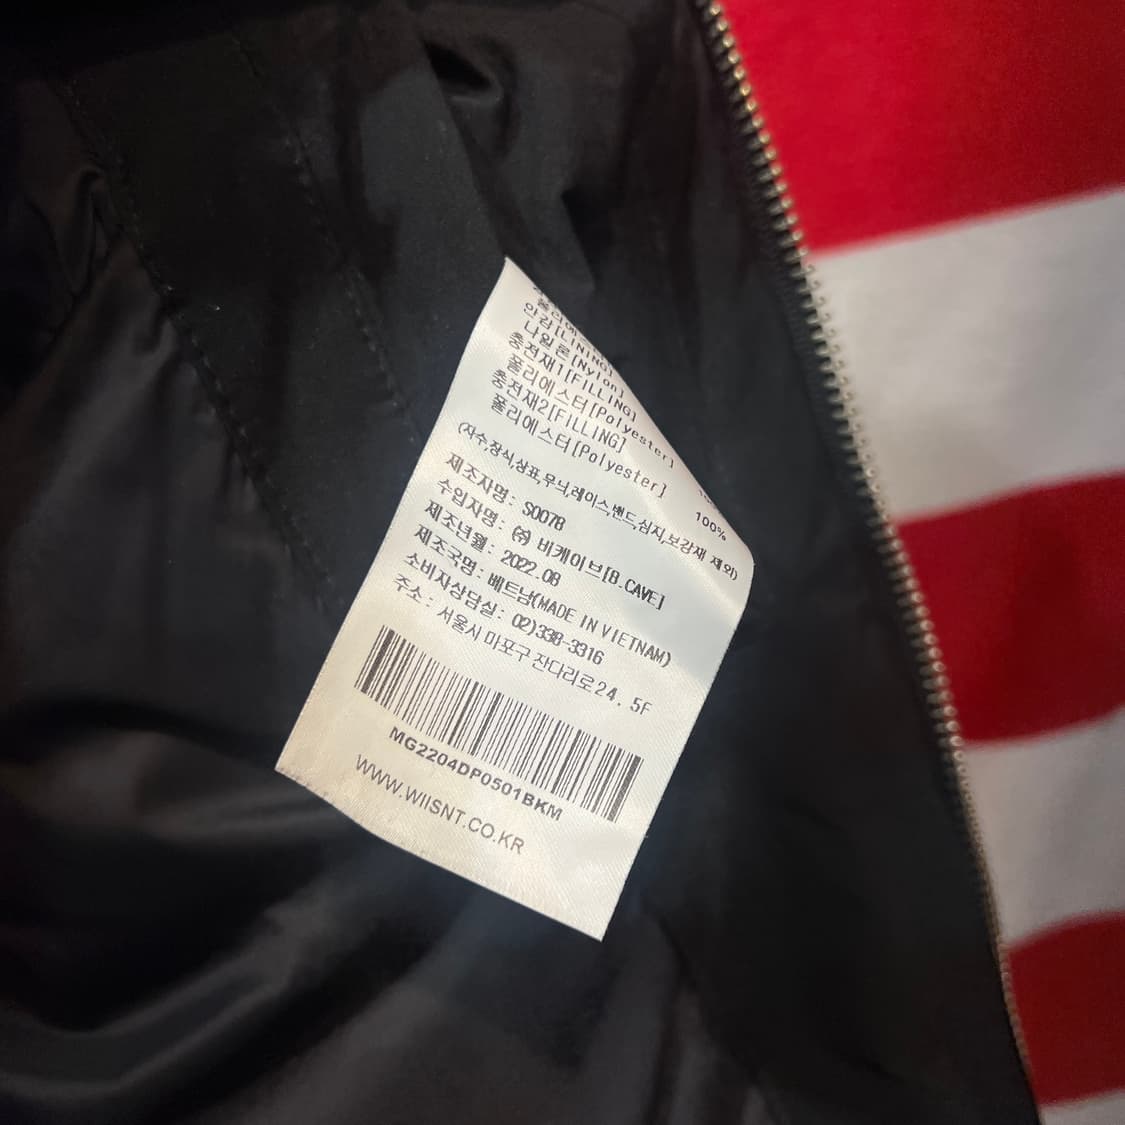 안감[LINING]
나일론[Nylon]
충전재1[FILLING]
폴리에스터[Polyester]
충전재2[FILLING]
폴리에스터[Polyester] 100%
(자수,장식,상표,무늬,레이스,밴드,심지,보강재 제외)
제조자명: S007B
수입자명: ㈜ 비케이브[B.CAVE]
제조년월: 2022.08
제조국명: 베트남(MADE IN VIETNAM)
소비자상담실: 02)338-3316
주소: 서울시 마포구 잔다리로24. 5F
MG2204DP0501BKM
WWW.WIISNT.CO.KR